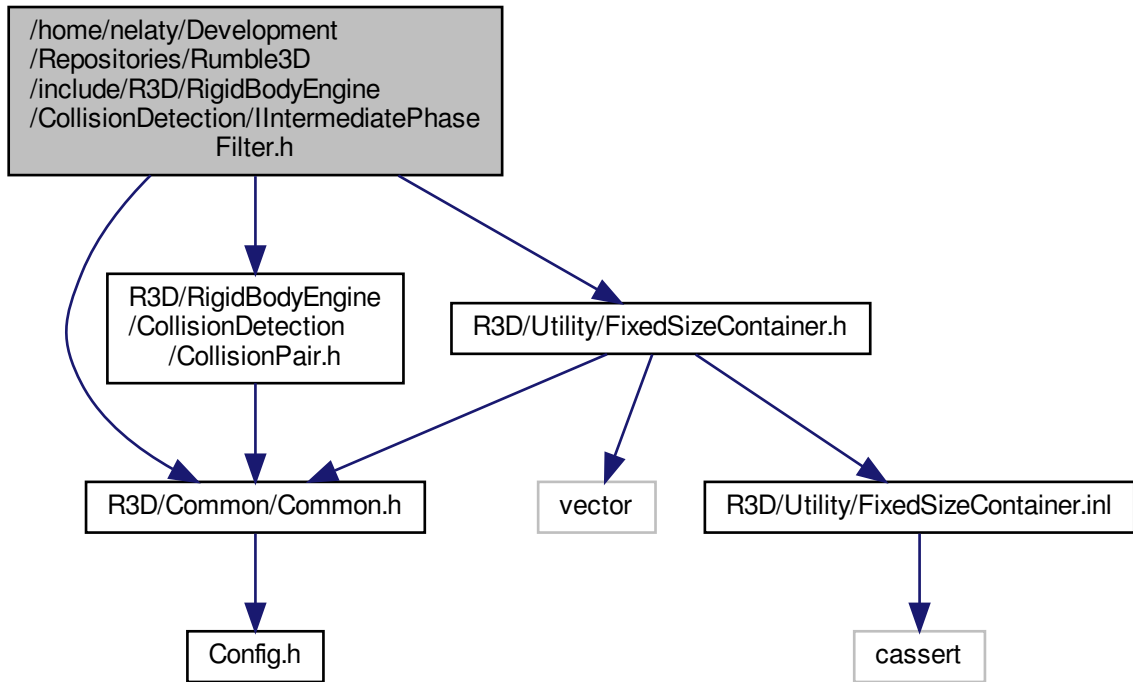 /home/nelaty/Development
/Repositories/Rumble3D
/include/R3D/RigidBodyEngine
/CollisionDetection/IIntermediatePhase
Filter.h
R3D/RigidBodyEngine
/CollisionDetection
/CollisionPair.h
R3D/Utility/FixedSizeContainer.h
R3D/Common/Common.h
vector
R3D/Utility/FixedSizeContainer.inl
Config.h
cassert